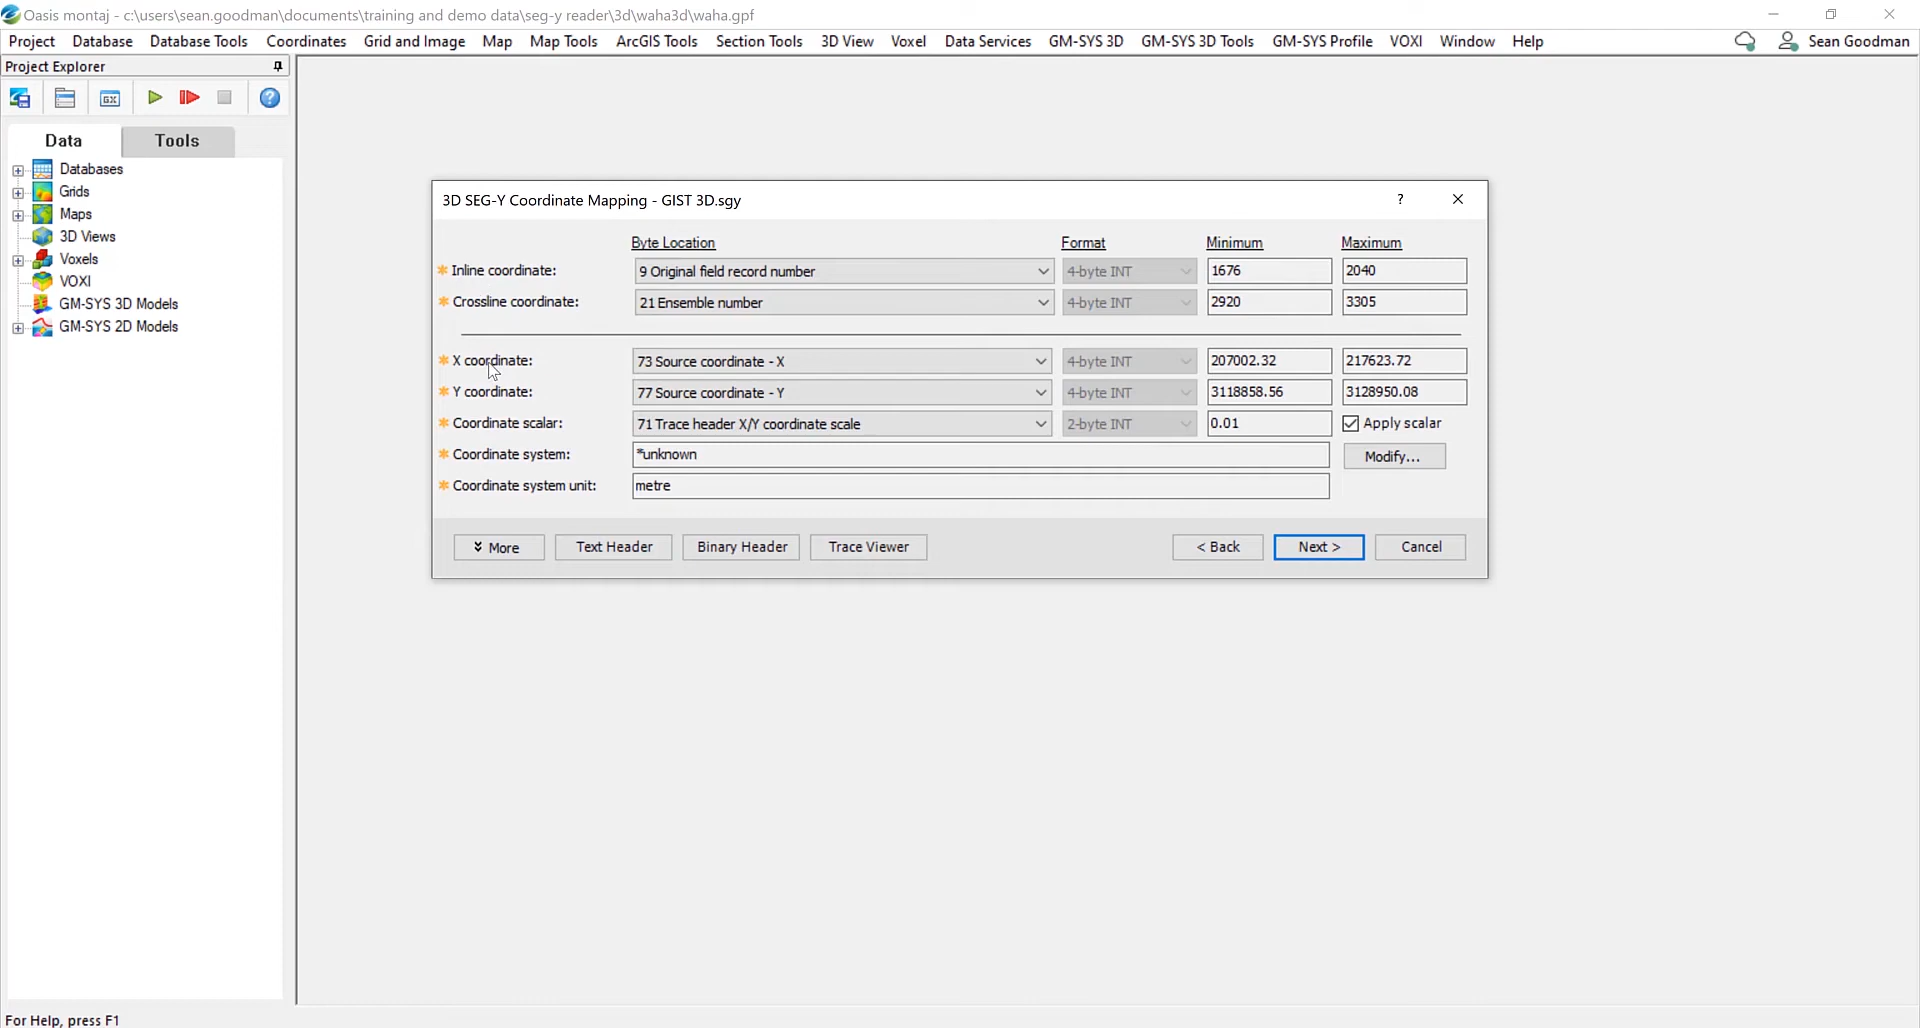 Oasis montaj - c:\users\sean.goodman\documents\training and demo data\seg-y reader\3d\waha3d\waha.gpf
Project Database Database Tools Coordinates Grid and Image Map Map Tools ArcGIS Tools Section Tools 3D View Voxel Data Services GM-SYS 3D GM-SYS 3D Tools GM-SYS Profile VOXI Window Help Sean Goodman
Project Explorer
GX
Data Tools
Databases
Grids
Maps
3D Views
Voxels
VOXI
GM-SYS 3D Models
GM-SYS 2D Models
3D SEG-Y Coordinate Mapping - GIST 3D.sgy ?
Byte Location Format Minimum Maximum
Inline coordinate: 9 Original field record number 4-byte INT 1676 2040
Crossline coordinate: 21 Ensemble number 4-byte INT 2920 3305
X coordinate: 73 Source coordinate - X 4-byte INT 207002.32 217623.72
Y coordinate: 77 Source coordinate - Y 4-byte INT 3118858.56 3128950.08
Coordinate scalar: 71 Trace header X/Y coordinate scale 2-byte INT 0.01 Apply scalar
Coordinate system: *unknown Modify...
Coordinate system unit: metre
More Text Header Binary Header Trace Viewer < Back Next > Cancel
For Help, press F1